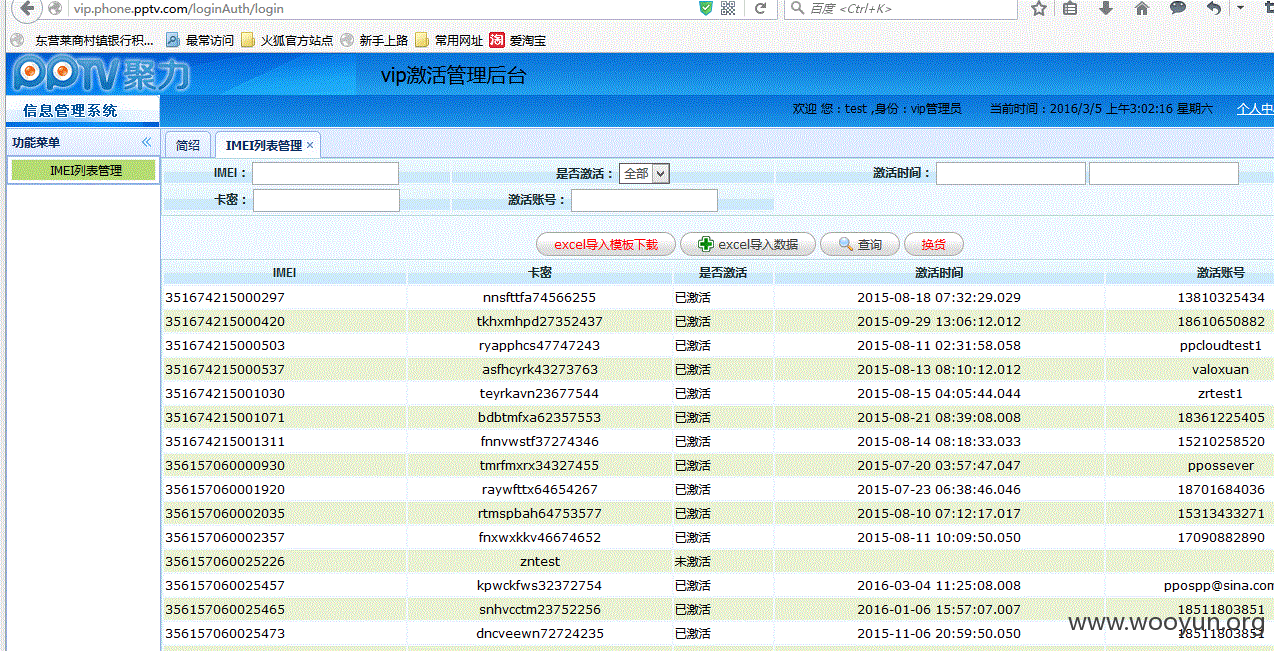 vip.phone.pptv.com/loginAuth/login 百度 <Ctrl+K>
东营莱商村镇银行积... 最常访问 火狐官方站点 新手上路 常用网址 淘 爱淘宝
PPTV聚力 vip激活管理后台
信息管理系统 欢迎 您：test ,身份：vip管理员 当前时间：2016/3/5 上午3:02:16 星期六 个人中
功能菜单 « 简绍 IMEI列表管理 ×
IMEI列表管理 IMEI： 是否激活： 全部 激活时间：
卡密： 激活账号：
excel导入模板下载 excel导入数据 查询 换货
IMEI 卡密 是否激活 激活时间 激活账号
351674215000297 nnsfttfa74566255 已激活 2015-08-18 07:32:29.029 13810325434
351674215000420 tkhxmhpd27352437 已激活 2015-09-29 13:06:12.012 18610650882
351674215000503 ryapphcs47747243 已激活 2015-08-11 02:31:58.058 ppcloudtest1
351674215000537 asfhcyrk43273763 已激活 2015-08-13 08:10:12.012 valoxuan
351674215001030 teyrkavn23677544 已激活 2015-08-15 04:05:44.044 zrtest1
351674215001071 bdbtmfxa62357553 已激活 2015-08-21 08:39:08.008 18361225405
351674215001311 fnnvwstf37274346 已激活 2015-08-14 08:18:33.033 15210258520
356157060000930 tmrfmxrx34327455 已激活 2015-07-20 03:57:47.047 ppossever
356157060001920 raywfttx64654267 已激活 2015-07-23 06:38:46.046 18701684036
356157060002035 rtmspbah64753577 已激活 2015-08-10 07:12:17.017 15313433271
356157060002357 fnxwxkkv46674652 已激活 2015-08-11 10:09:50.050 17090882890
356157060025226 zntest 未激活
356157060025457 kpwckfws32372754 已激活 2016-03-04 11:25:08.008 ppospp@sina.com
356157060025465 snhvcctm23752256 已激活 2016-01-06 15:57:07.007 18511803851
356157060025473 dncveewn72724235 已激活 2015-11-06 20:59:50.050 18511803851
www.wooyun.org